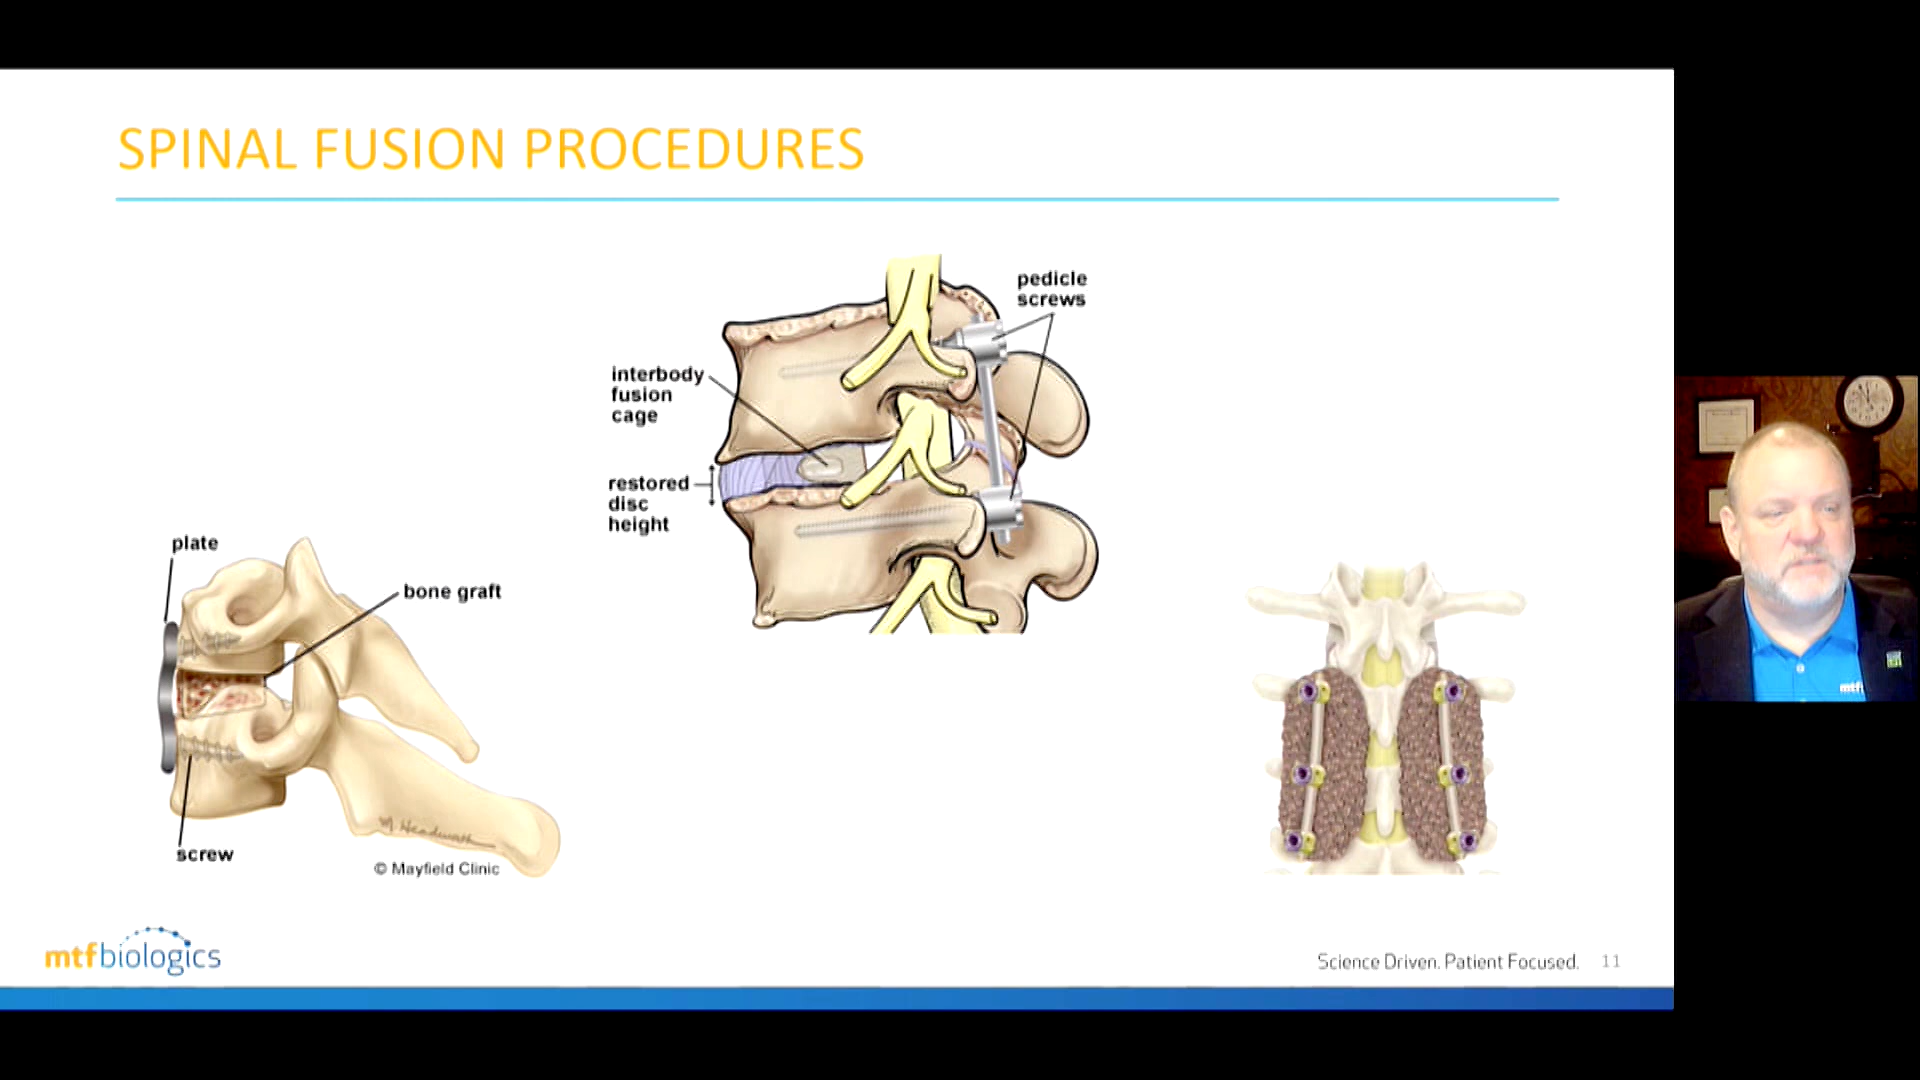 SPINAL FUSION PROCEDURES
pedicle
screws
interbody
fusion
cage
restored
disc
height
plate
bone graft
screw
© Mayfield Clinic
mtfbiologics
Science Driven. Patient Focused. 11
mtf